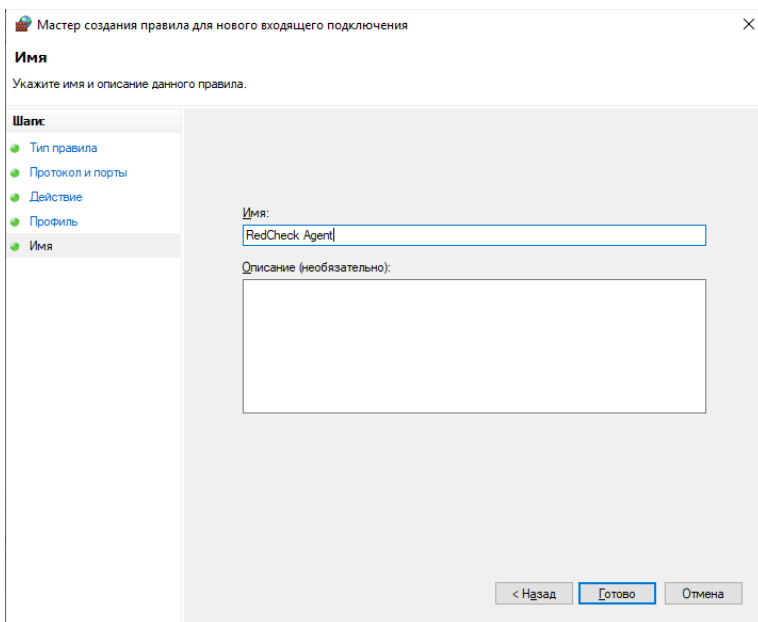 Мастер создания правила для нового входящего подключения
Имя
Укажите имя и описание данного правила.
Шаги:
Тип правила
Протокол и порты
Действие
Профиль
Имя
Имя:
RedCheck Agent
Описание (необязательно):
< Назад
Готово
Отмена